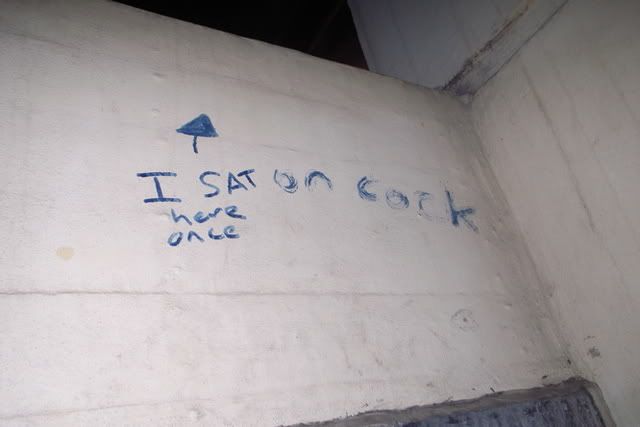 I SAT on cock
here
once